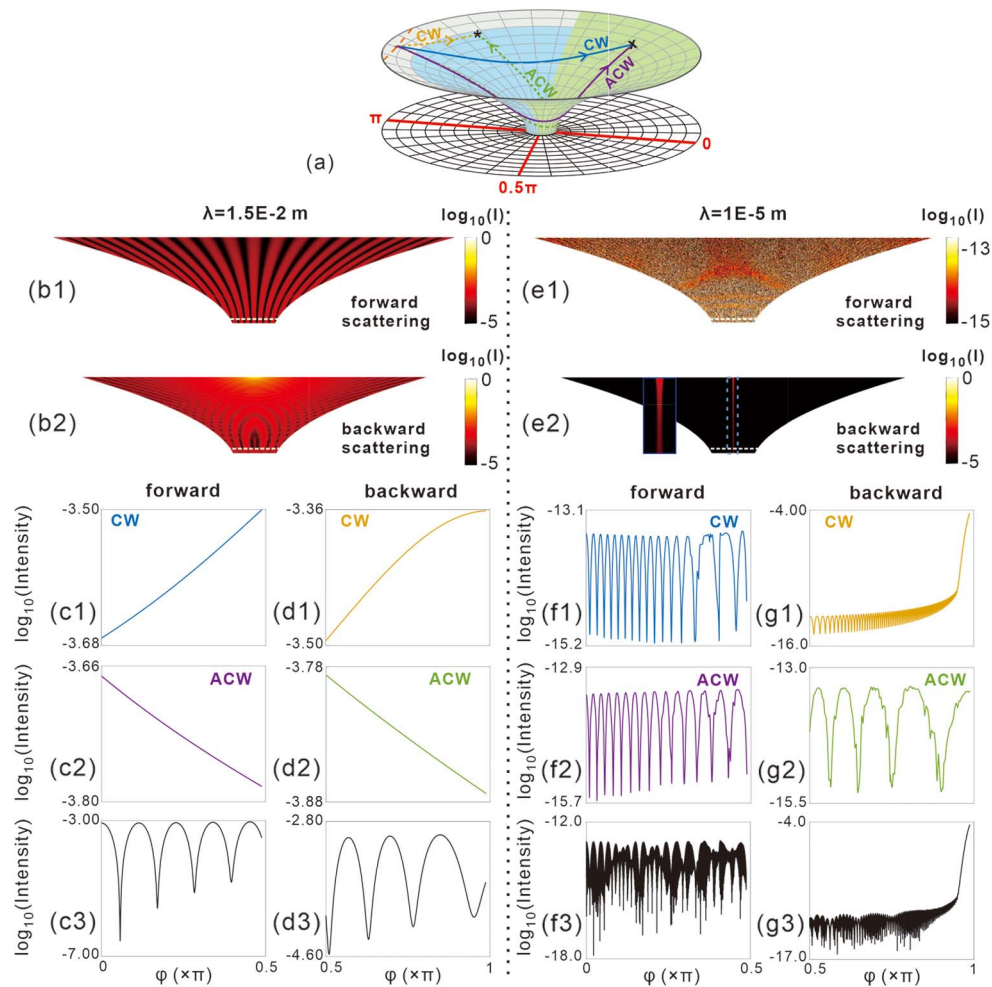 CW
*
CW
x
ACW
ACW
π
0
0.5π
(a)
λ=1.5E-2 m
λ=1E-5 m
log10(I)
0
-5
(b1)
forward
scattering
log10(I)
-13
-15
(e1)
forward
scattering
log10(I)
0
-5
(b2)
backward
scattering
log10(I)
0
-5
(e2)
backward
scattering
forward
backward
forward
backward
log10(Intensity)
-3.50
CW
(c1)
-3.68
-3.36
CW
(d1)
-3.50
log10(Intensity)
-13.1
CW
(f1)
-15.2
-4.00
CW
(g1)
-16.0
log10(Intensity)
-3.66
ACW
(c2)
-3.80
-3.78
ACW
(d2)
-3.88
log10(Intensity)
-12.9
ACW
(f2)
-15.7
-13.0
ACW
(g2)
-15.5
log10(Intensity)
-3.00
(c3)
-7.00
0
0.5
φ (×π)
-2.80
(d3)
-4.60
0.5
1
φ (×π)
log10(Intensity)
-12.0
(f3)
-18.0
0
0.5
φ (×π)
-4.0
(g3)
-17.0
0.5
1
φ (×π)